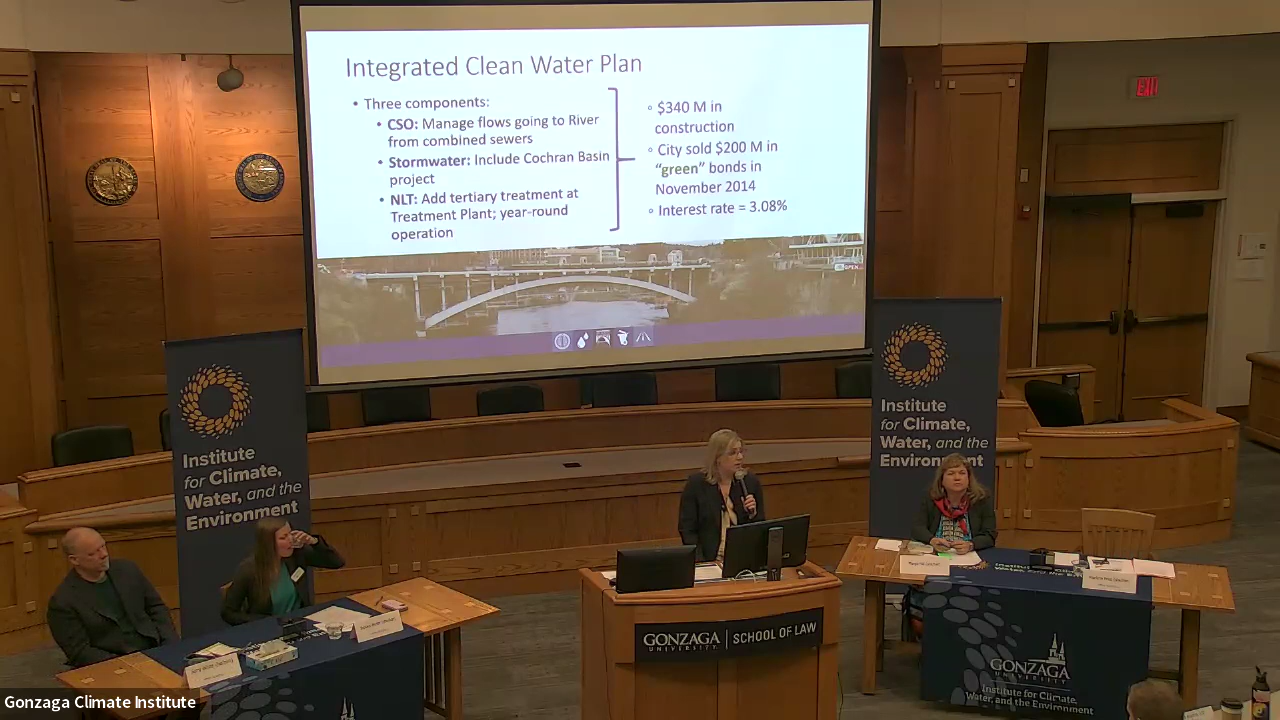 Integrated Clean Water Plan
• Three components:
• CSO: Manage flows going to River
from combined sewers
• Stormwater: Include Cochran Basin
project
• NLT: Add tertiary treatment at
Treatment Plant; year-round
operation
◦ $340 M in
construction
◦ City sold $200 M in
“green” bonds in
November 2014
◦ Interest rate = 3.08%
EXIT
Institute
for Climate,
Water, and the
Environment
Institute
for Climate,
Water, and the
Environment
GONZAGA
UNIVERSITY
SCHOOL OF LAW
GONZAGA
UNIVERSITY
Institute for Climate,
Water, and the Environment
Gonzaga Climate Institute